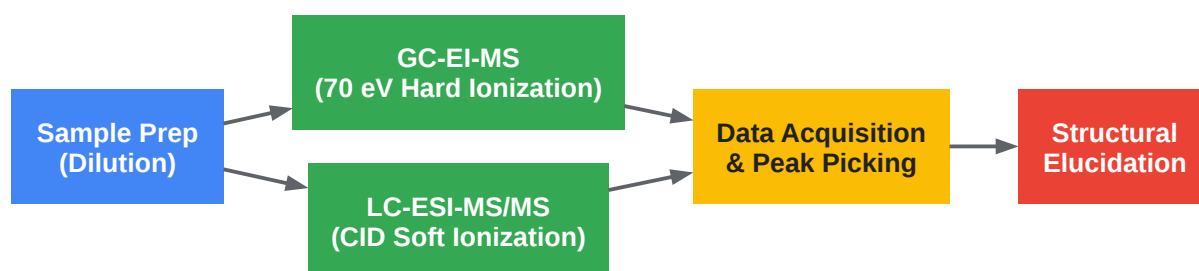 Sample Prep
(Dilution)
GC-EI-MS
(70 eV Hard Ionization)
LC-ESI-MS/MS
(CID Soft Ionization)
Data Acquisition
& Peak Picking
Structural
Elucidation